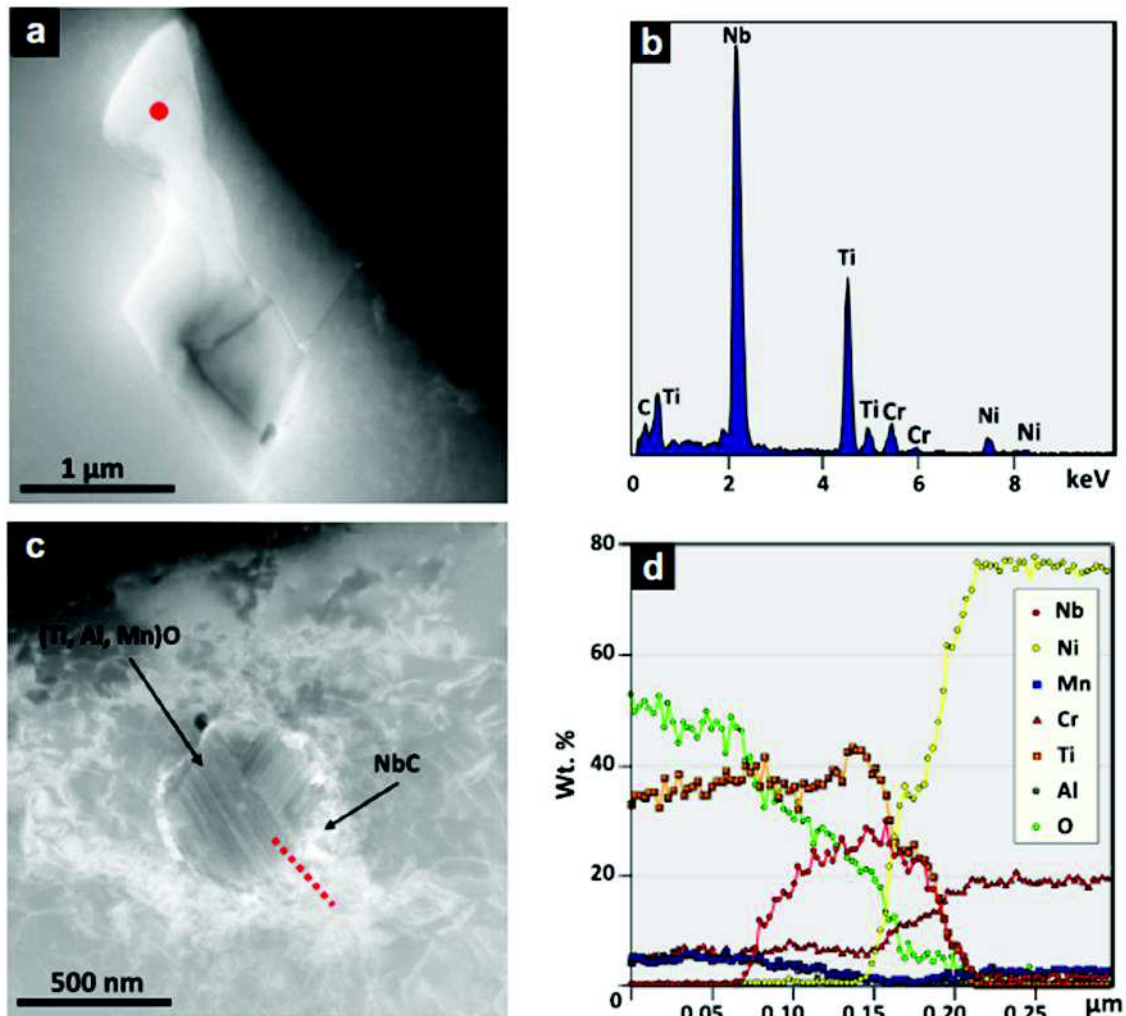 a
1 µm
b
Nb
Ti
C Ti
Ti Cr
Cr
Ni
Ni
0 2 4 6 8 keV
c
(Ti, Al, Mn)O
NbC
500 nm
d
Wt. %
80
60
40
20
0
Nb
Ni
Mn
Cr
Ti
Al
O
0 0.05 0.10 0.15 0.20 0.25 µm